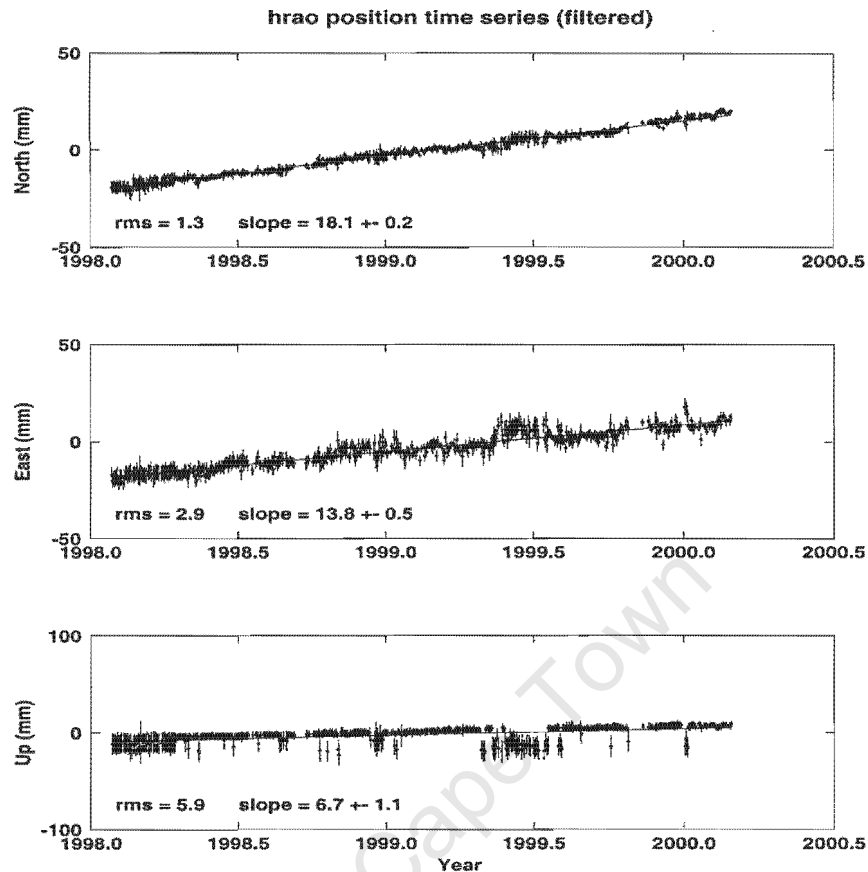 hrao position time series (filtered)
50
0
-50
North (mm)
rms = 1.3 slope = 18.1 +- 0.2
1998.0 1998.5 1999.0 1999.5 2000.0 2000.5
50
0
-50
East (mm)
rms = 2.9 slope = 13.8 +- 0.5
1998.0 1998.5 1999.0 1999.5 2000.0 2000.5
100
0
-100
Up (mm)
rms = 5.9 slope = 6.7 +- 1.1
1998.0 1998.5 1999.0 1999.5 2000.0 2000.5
Year
Cape Town